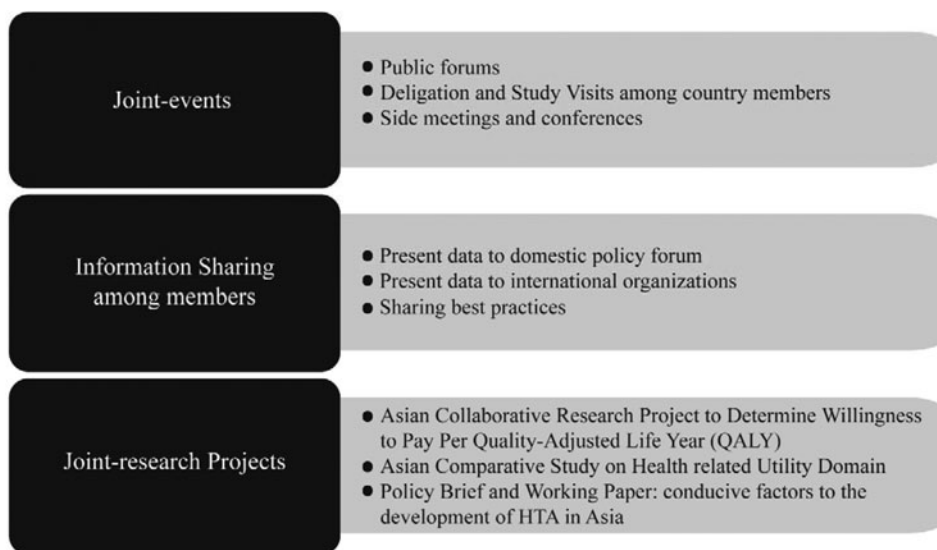 Joint-events
● Public forums
● Deligation and Study Visits among country members
● Side meetings and conferences
Information Sharing
among members
● Present data to domestic policy forum
● Present data to international organizations
● Sharing best practices
Joint-research Projects
● Asian Collaborative Research Project to Determine Willingness
to Pay Per Quality-Adjusted Life Year (QALY)
● Asian Comparative Study on Health related Utility Domain
● Policy Brief and Working Paper: conducive factors to the
development of HTA in Asia